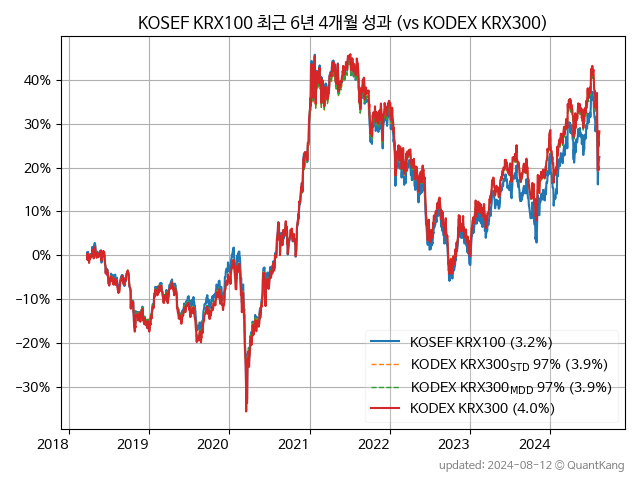 KOSEF KRX100 최근 6년 4개월 성과 (vs KODEX KRX300)
40%
30%
20%
10%
0%
−10%
−20%
−30%
KOSEF KRX100 (3.2%)
KODEX KRX300STD 97% (3.9%)
KODEX KRX300MDD 97% (3.9%)
KODEX KRX300 (4.0%)
2018 2019 2020 2021 2022 2023 2024
updated: 2024-08-12 © QuantKang